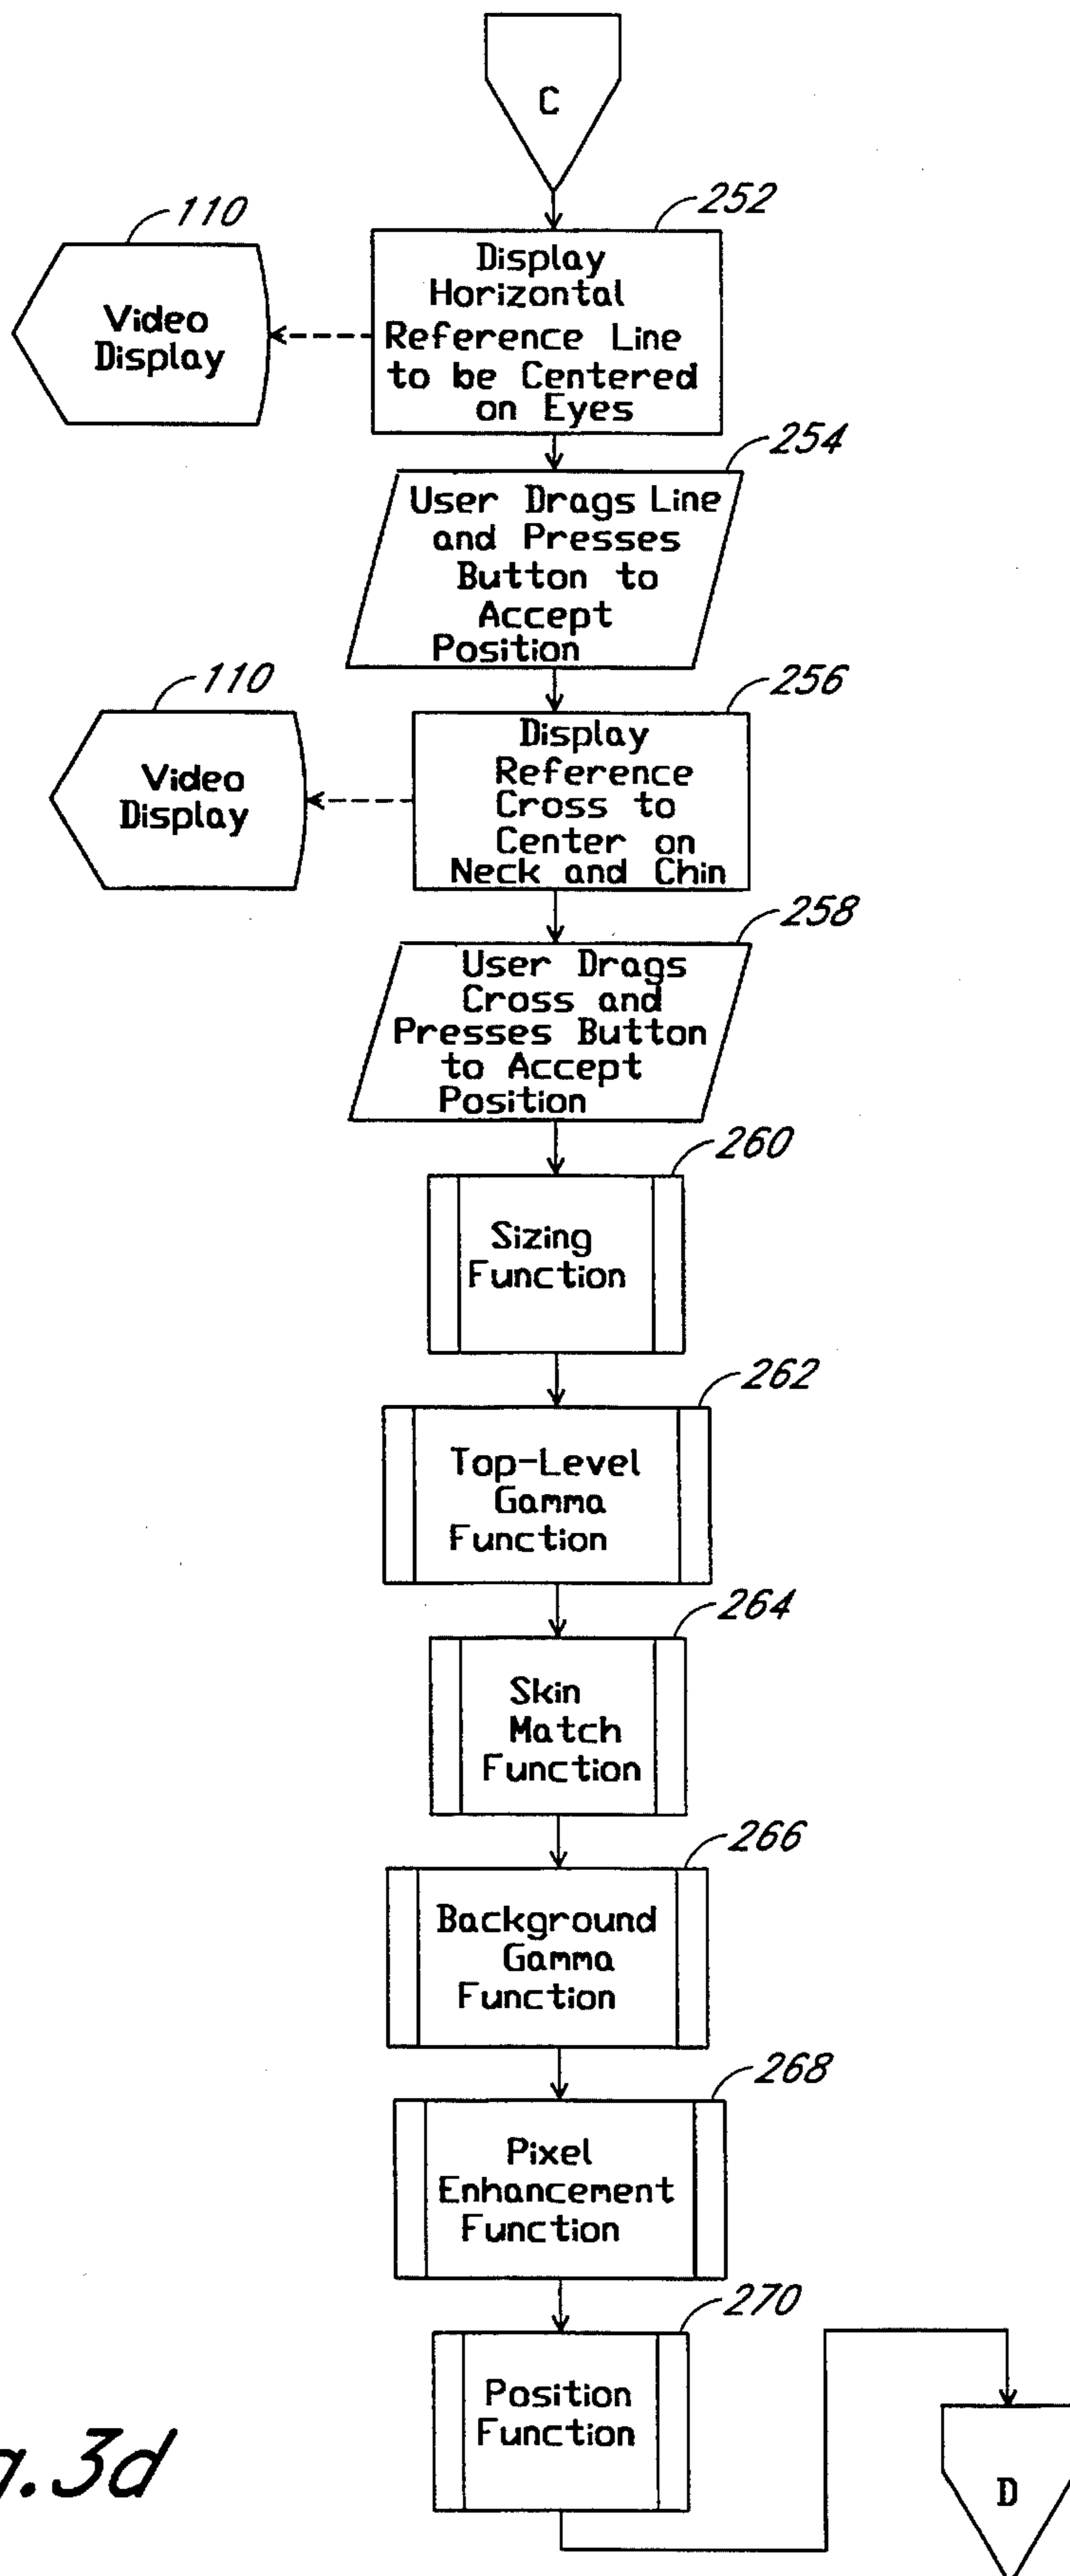 C
252
110
Display
Horizontal
Reference Line
to be Centered
on Eyes
Video
Display
254
User Drags Line
and Presses
Button to
Accept
Position
256
110
Display
Reference
Cross to
Center on
Neck and Chin
Video
Display
258
User Drags
Cross and
Presses Button
to Accept
Position
260
Sizing
Function
262
Top-Level
Gamma
Function
264
Skin
Match
Function
266
Background
Gamma
Function
268
Pixel
Enhancement
Function
270
Position
Function
D
g.3d